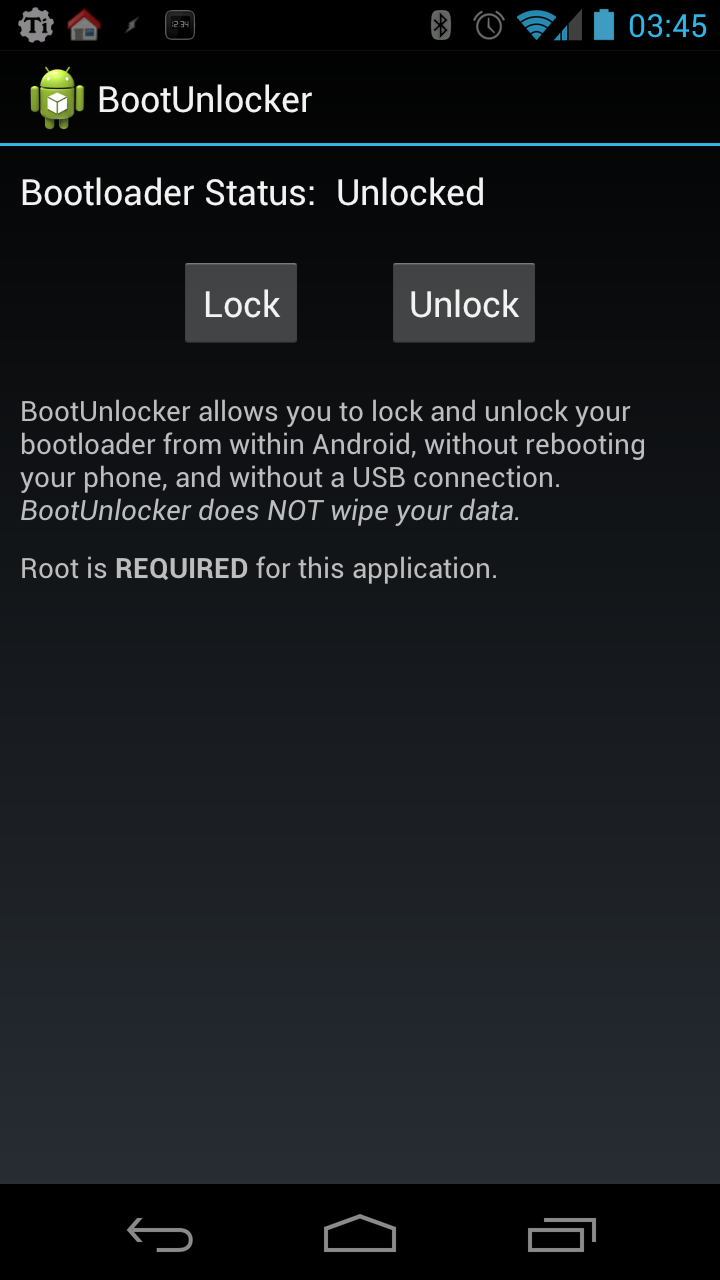 Ti 12:34 03:45
BootUnlocker
Bootloader Status: Unlocked
Lock Unlock
BootUnlocker allows you to lock and unlock your
bootloader from within Android, without rebooting
your phone, and without a USB connection.
BootUnlocker does NOT wipe your data.
Root is REQUIRED for this application.